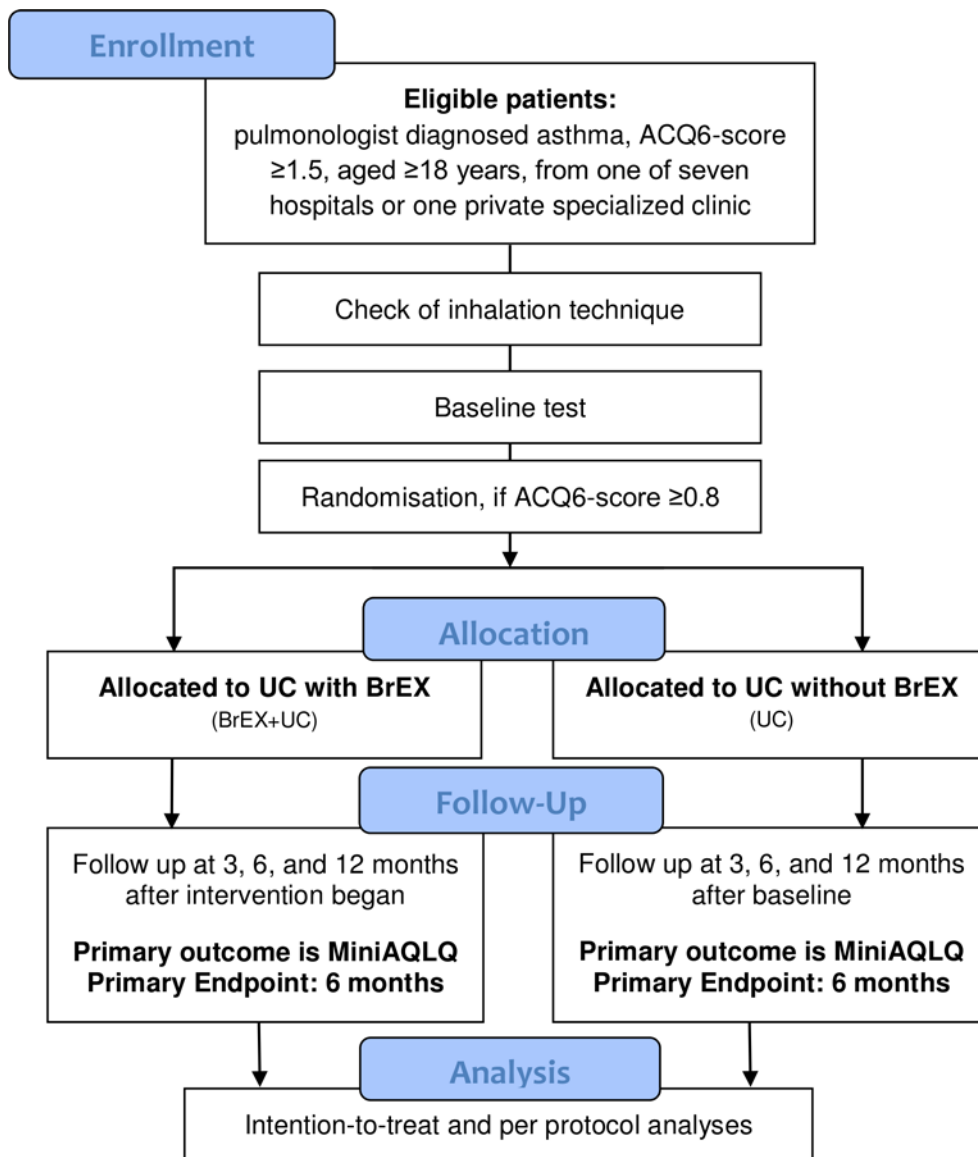 Enrollment
Eligible patients:
pulmonologist diagnosed asthma, ACQ6-score
≥1.5, aged ≥18 years, from one of seven
hospitals or one private specialized clinic
Check of inhalation technique
Baseline test
Randomisation, if ACQ6-score ≥0.8
Allocation
Allocated to UC with BrEX
(BrEX+UC)
Allocated to UC without BrEX
(UC)
Follow-Up
Follow up at 3, 6, and 12 months
after intervention began
Primary outcome is MiniAQLQ
Primary Endpoint: 6 months
Follow up at 3, 6, and 12 months
after baseline
Primary outcome is MiniAQLQ
Primary Endpoint: 6 months
Analysis
Intention-to-treat and per protocol analyses